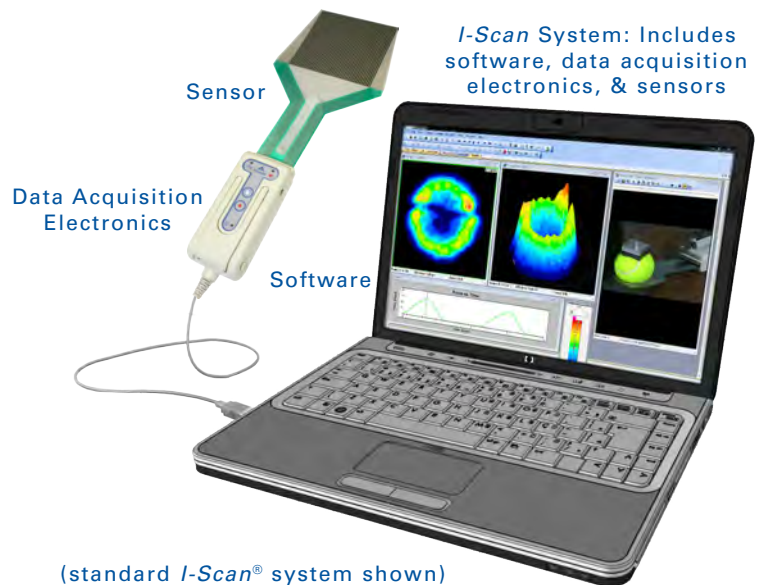 I-Scan System: Includes
software, data acquisition
electronics, & sensors
Sensor
Data Acquisition
Electronics
Software
(standard I-Scan® system shown)